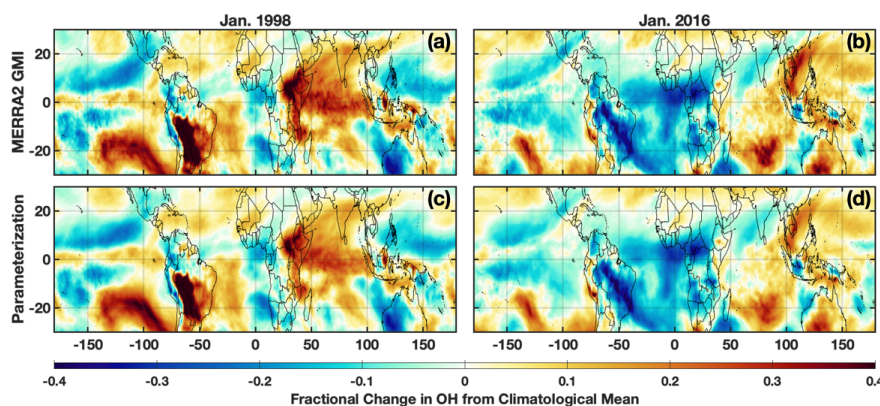 Jan. 1998 Jan. 2016
MERRA2 GMI
20
0
-20
(a) (b)
Parameterization
20
0
-20
(c) (d)
-150 -100 -50 0 50 100 150 -150 -100 -50 0 50 100 150
-0.4 -0.3 -0.2 -0.1 0 0.1 0.2 0.3 0.4
Fractional Change in OH from Climatological Mean